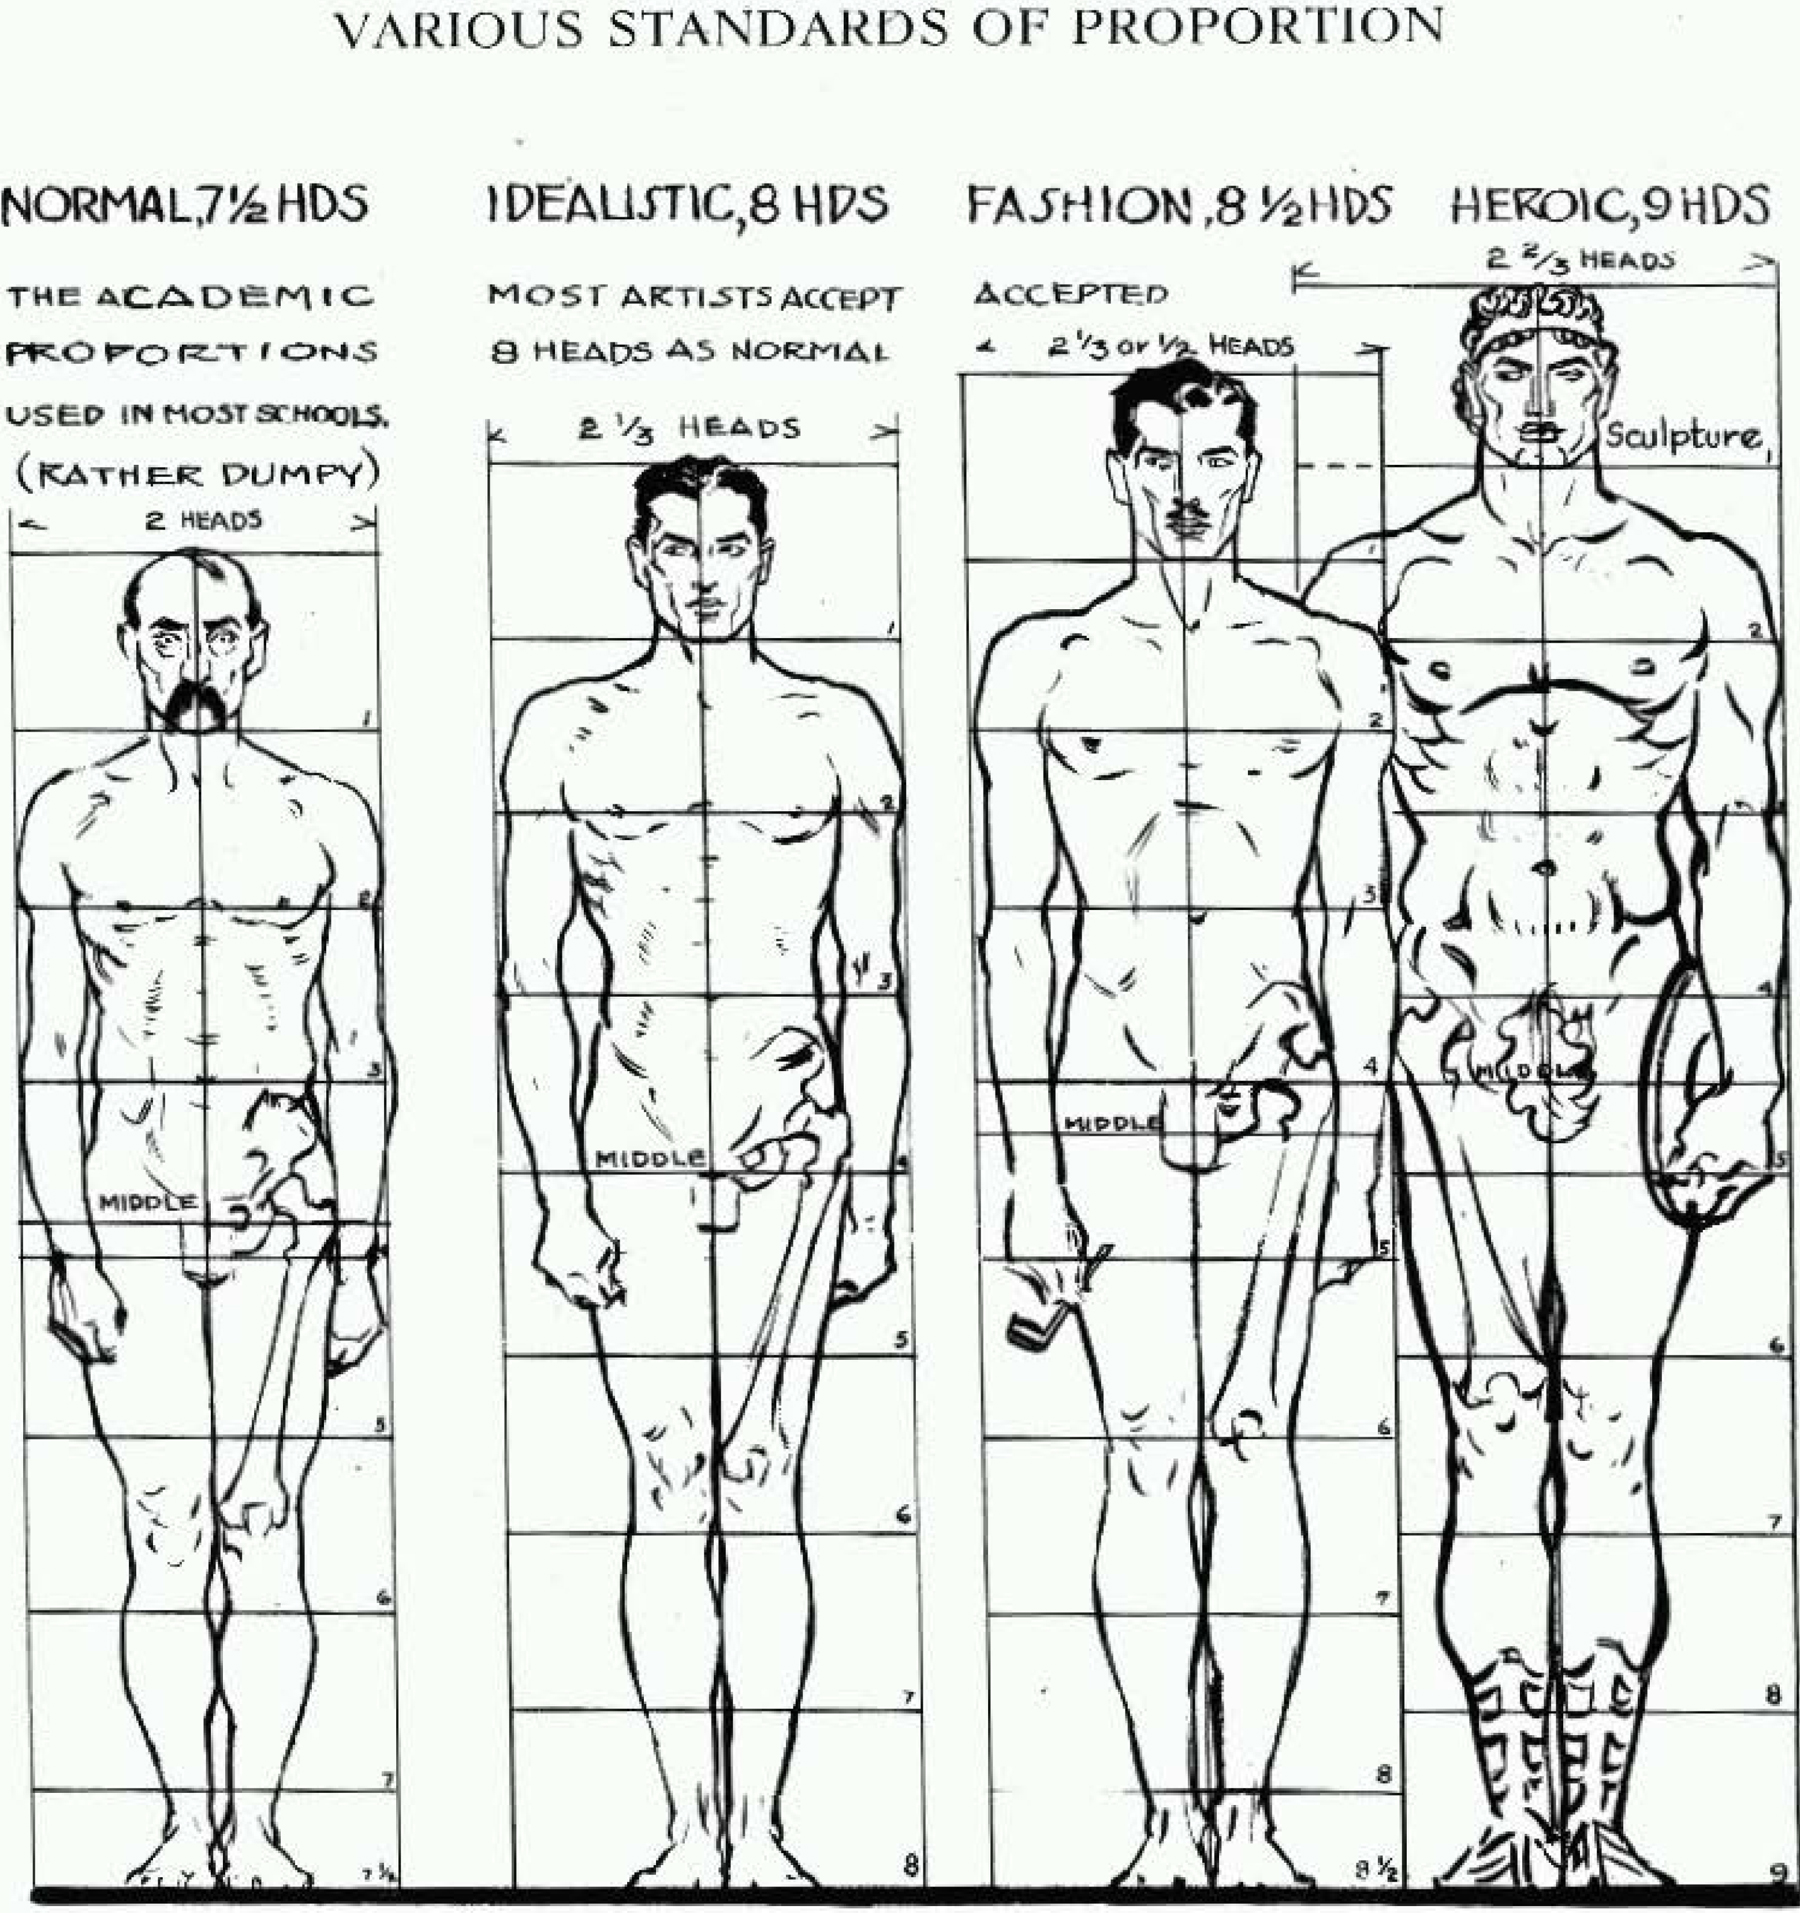 VARIOUS STANDARDS OF PROPORTION
NORMAL, 7½ HDS
THE ACADEMIC
PROPORTIONS
USED IN MOST SCHOOLS.
(RATHER DUMPY)
2 HEADS
1
2
3
MIDDLE
4
5
6
7
7½
IDEALISTIC, 8 HDS
MOST ARTISTS ACCEPT
8 HEADS AS NORMAL
2 ⅓ HEADS
1
2
3
MIDDLE
4
5
6
7
8
FASHION, 8 ½ HDS
ACCEPTED
2 ⅓ or ½ HEADS
1
2
3
4
MIDDLE
5
6
7
8
8 ½
HEROIC, 9 HDS
2 ⅔ HEADS
Sculpture,
1
2
4
MIDDLE
5
6
7
8
9